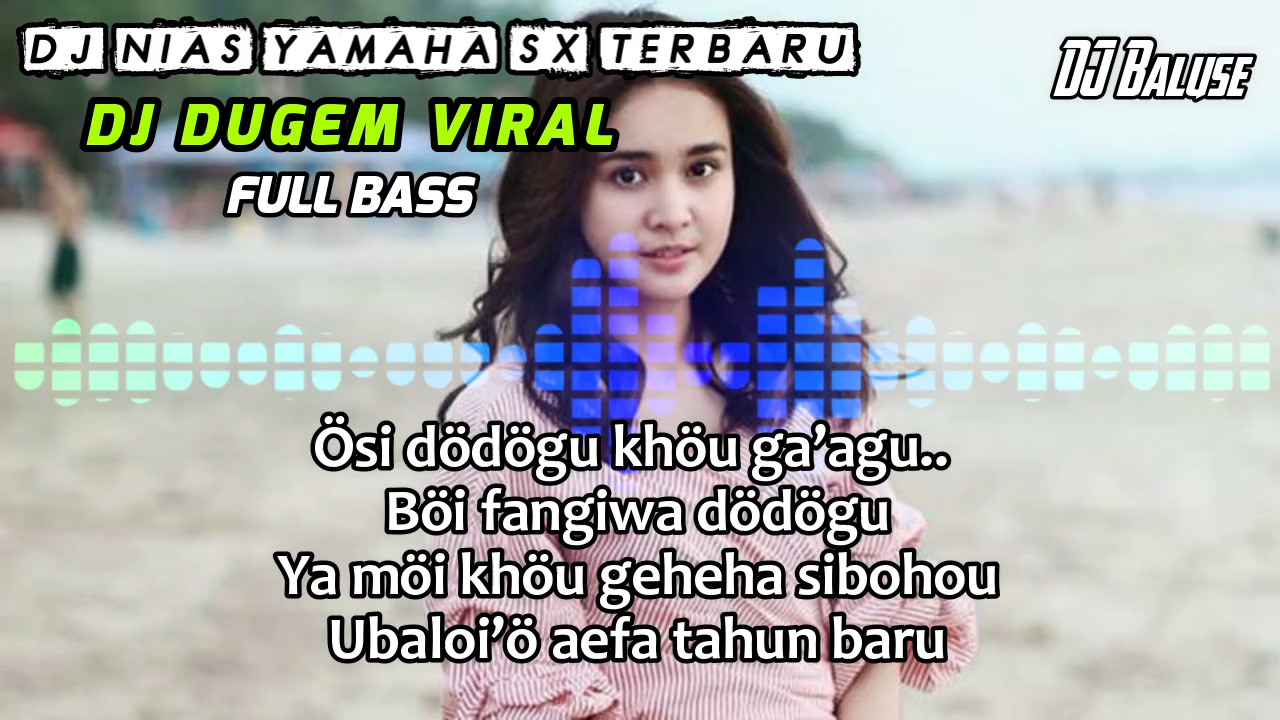 DJ NIAS YAMAHA SX TERBARU
DJ Baluse
DJ DUGEM VIRAL
FULL BASS
Ösi dödögu khöu ga’agu..
Böi fangiwa dödögu
Ya möi khöu geheha sibohou
Ubaloi’ö aefa tahun baru